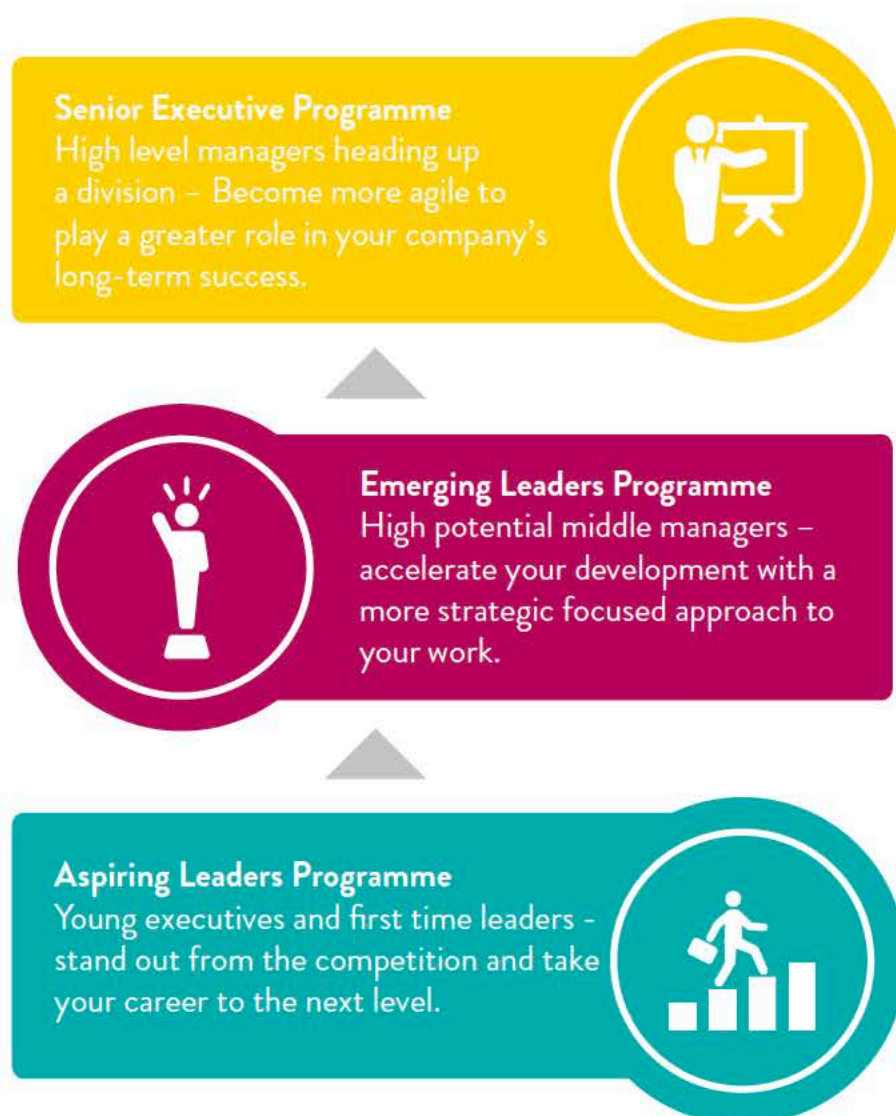 Senior Executive Programme
High level managers heading up
a division – Become more agile to
play a greater role in your company’s
long-term success.
Emerging Leaders Programme
High potential middle managers –
accelerate your development with a
more strategic focused approach to
your work.
Aspiring Leaders Programme
Young executives and first time leaders -
stand out from the competition and take
your career to the next level.